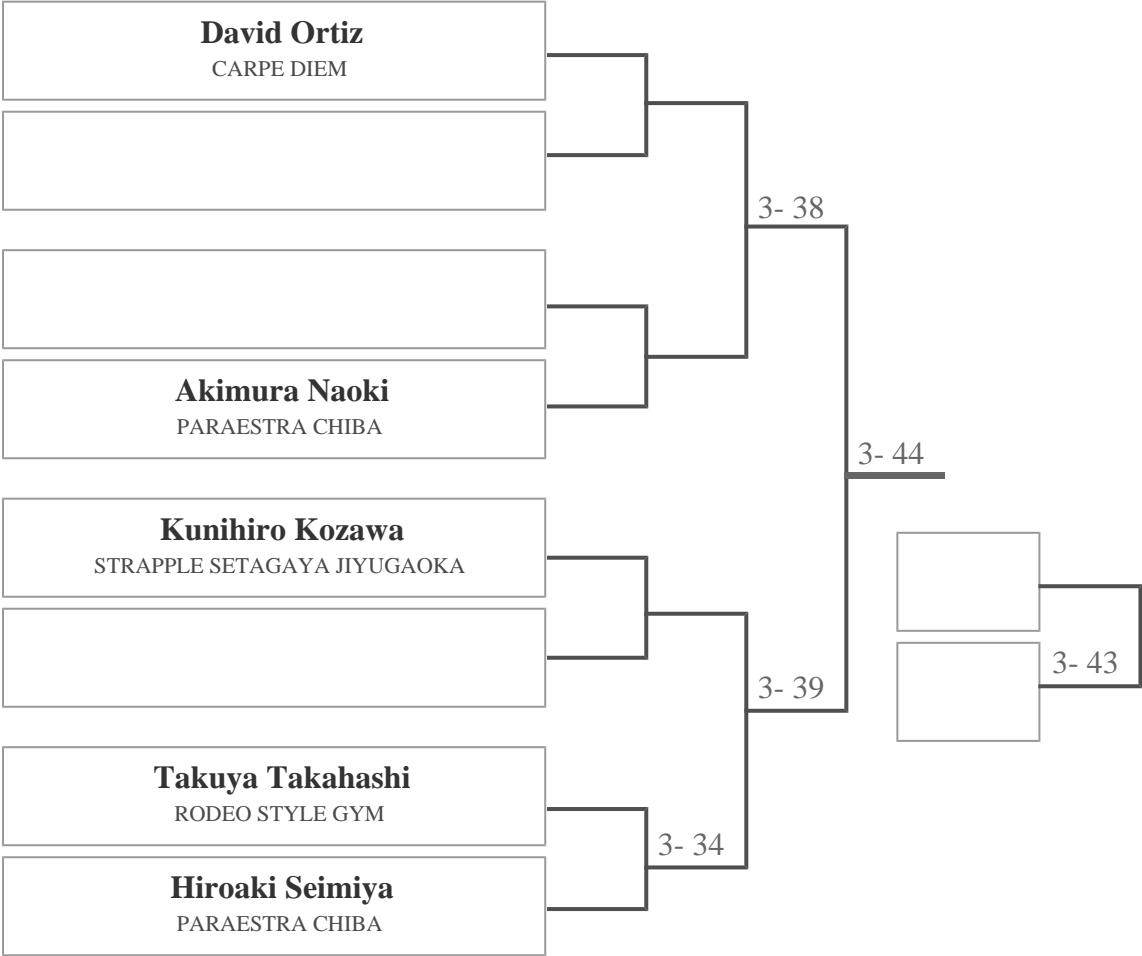 David Ortiz
CARPE DIEM
3- 38
Akimura Naoki
PARAESTRA CHIBA
3- 44
Kunihiro Kozawa
STRAPPLE SETAGAYA JIYUGAOKA
3- 43
3- 39
Takuya Takahashi
RODEO STYLE GYM
3- 34
Hiroaki Seimiya
PARAESTRA CHIBA